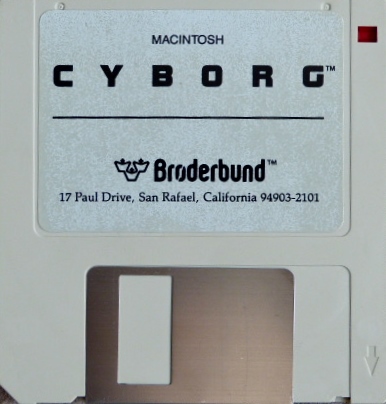 MACINTOSH
CYBORG™
Brøderbund™
17 Paul Drive, San Rafael, California 94903-2101